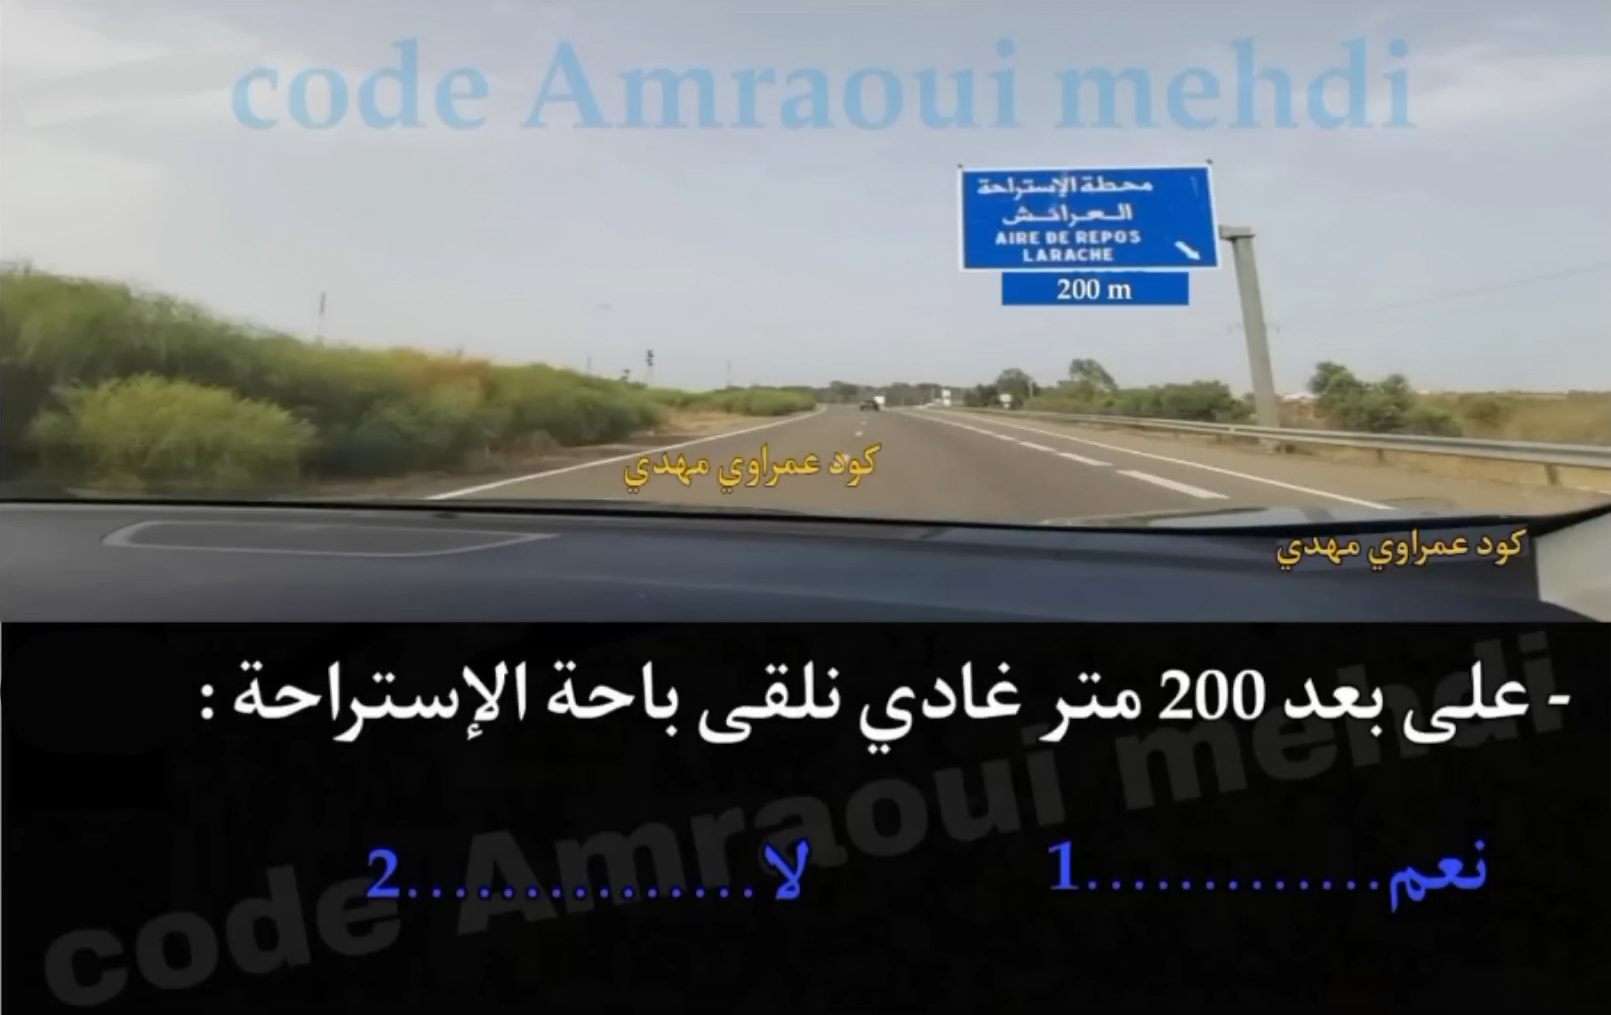 code Amraoui mehdi
محطة الإستراحة
العرائش
AIRE DE REPOS
LARACHE
200 m
كود عمراوي مهدي
كود عمراوي مهدي
- على بعد 200 متر غادي نلقى باحة الإستراحة :
نعم.............1
لا...............2
code Amraoui mehdi